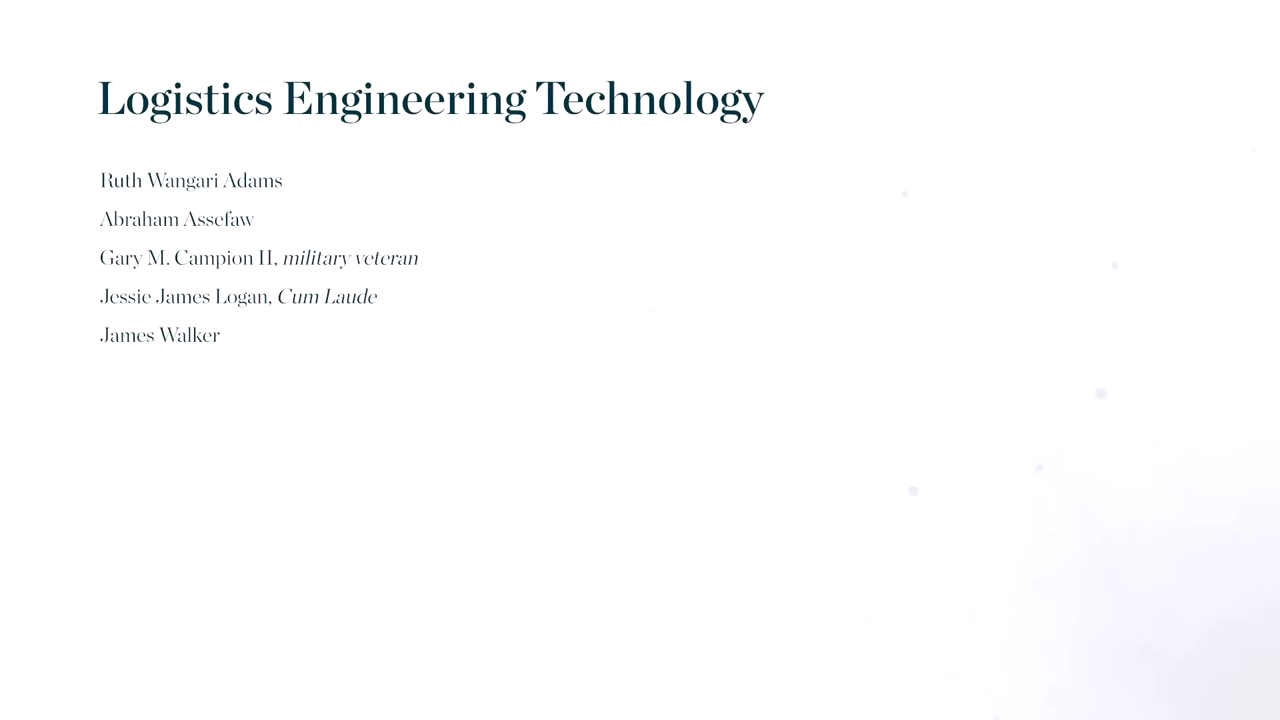 Logistics Engineering Technology
Ruth Wangari Adams
Abraham Assefaw
Gary M. Campion II, military veteran
Jessie James Logan, Cum Laude
James Walker